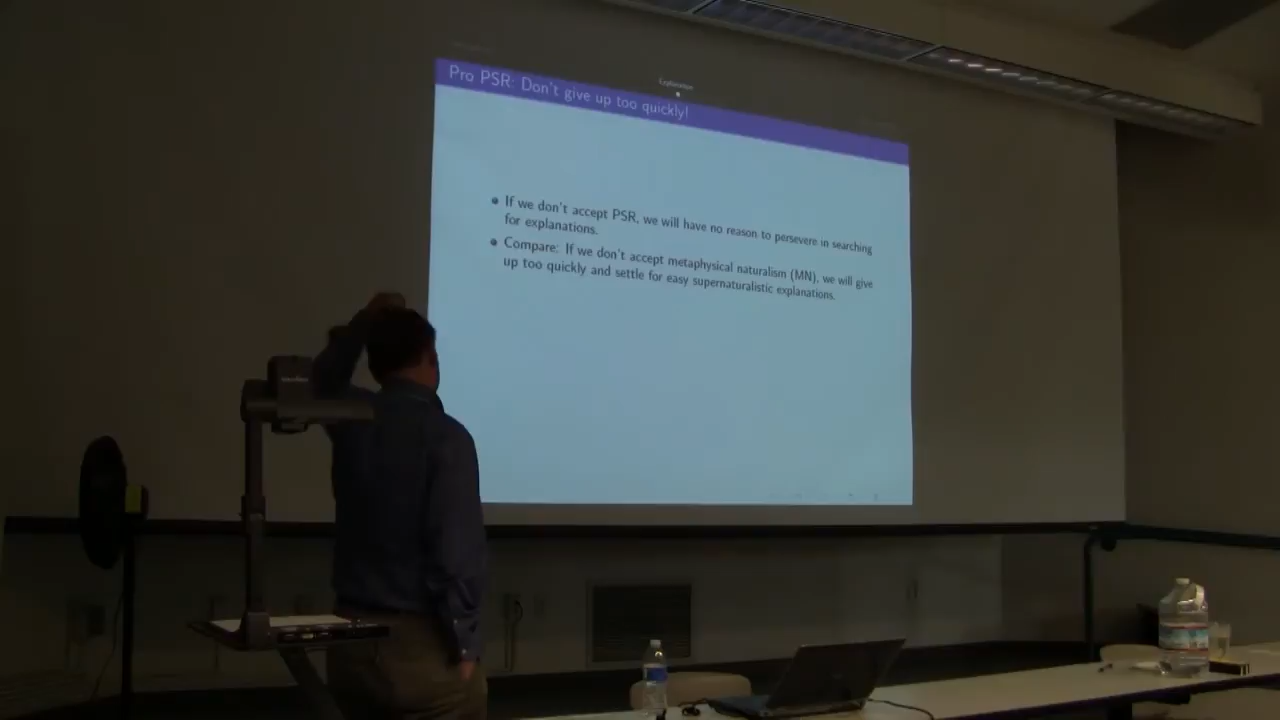 Explanation
Pro PSR: Don't give up too quickly!
If we don't accept PSR, we will have no reason to persevere in searching
for explanations.
Compare: If we don't accept metaphysical naturalism (MN), we will give
up too quickly and settle for easy supernaturalistic explanations.